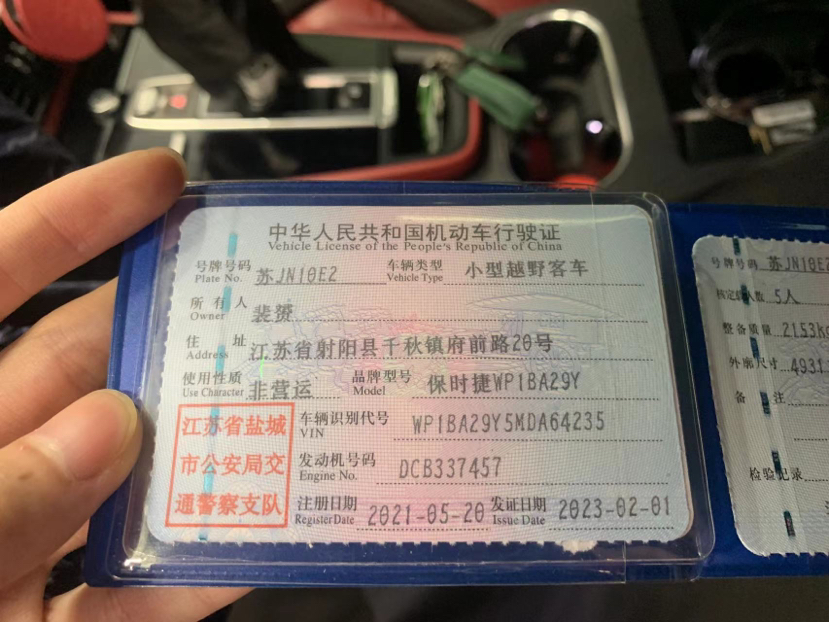 中华人民共和国机动车行驶证
Vehicle License of the People's Republic of China
号牌号码 苏JN10E2 车辆类型 小型越野客车
Plate No. Vehicle Type
所有人
Owner 裴赟
住址 江苏省射阳县千秋镇府前路20号
Address
使用性质 非营运 品牌型号 保时捷WP1BA29Y
Use Character Model
江苏省盐城
市公安局交
通警察支队
车辆识别代号 WP1BA29Y5MDA64235
VIN
发动机号码 DCB337457
Engine No.
注册日期 2021-05-20 发证日期 2023-02-01
Register Date Issue Date
号牌号码 苏JN10E2
核定载人数 5人
整备质量 2153kg
外廓尺寸 4931
备注
检验记录